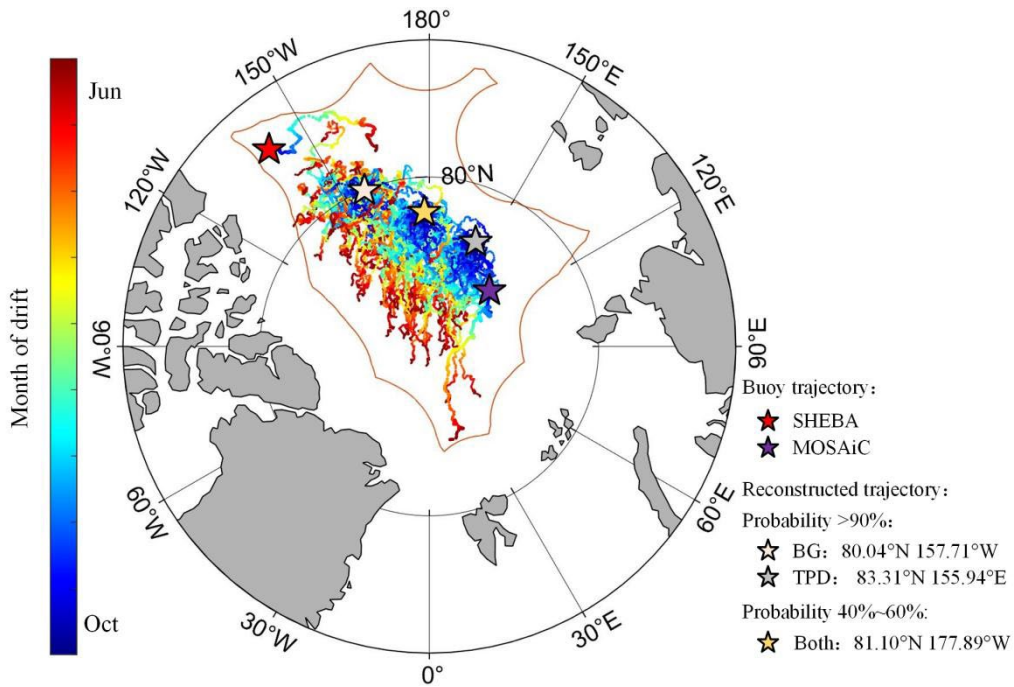 180°
150°W
150°E
Jun
120°W
80°N
120°E
Month of drift
90°W
90°E
Buoy trajectory：
SHEBA
MOSAiC
60°W
60°E
Reconstructed trajectory：
Probability >90%：
BG：80.04°N 157.71°W
TPD： 83.31°N 155.94°E
Oct
30°W
30°E
Probability 40%~60%:
Both：81.10°N 177.89°W
0°